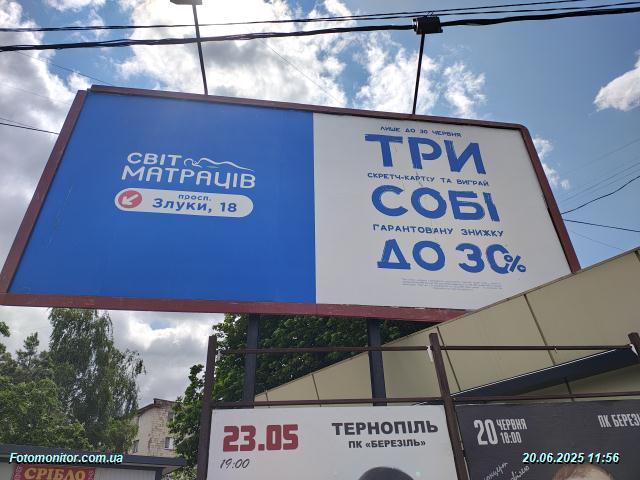 СВІТ
МАТРАЦІВ
просп.
Злуки, 18
ЛИШЕ ДО 30 ЧЕРВНЯ
ТРИ
СКРЕТЧ-КАРТКУ ТА ВИГРАЙ
СОБІ
ГАРАНТОВАНУ ЗНИЖКУ
ДО 30%
23.05
19:00
ТЕРНОПІЛЬ
ПК «БЕРЕЗІЛЬ»
20 ЧЕРВНЯ
18:00
ПК БЕРЕЗ
СРІБЛО
Fotomonitor.com.ua
20.06.2025 11:56